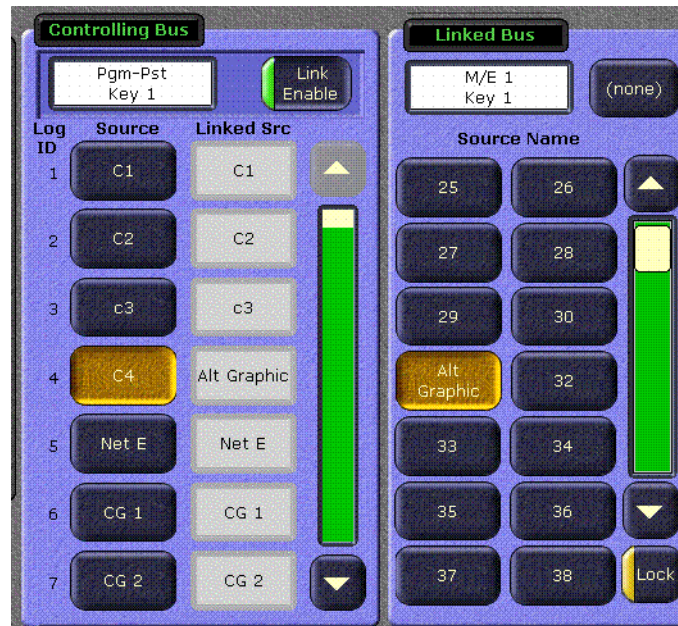 Controlling Bus
Pgm-Pst
Key 1
Link
Enable
Log
ID
Source
Linked Src
1
C1
C1
2
C2
C2
3
c3
c3
4
C4
Alt Graphic
5
Net E
Net E
6
CG 1
CG 1
7
CG 2
CG 2
Linked Bus
M/E 1
Key 1
(none)
Source Name
25
26
27
28
29
30
Alt
Graphic
32
33
34
35
36
37
38
Lock